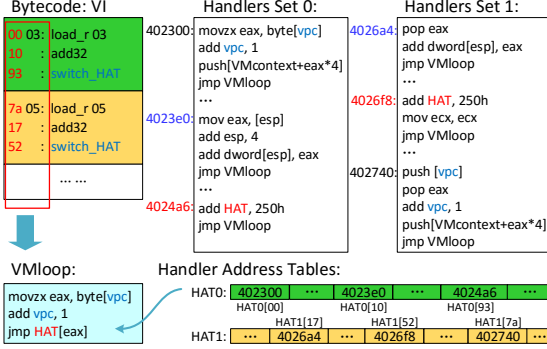 Bytecode: VI
00 03: load_r 03
10 : add32
93 : switch_HAT
7a 05: load_r 05
17 : add32
52 : switch_HAT
... ...
VMloop:
movzx eax, byte[vpc]
add vpc, 1
jmp HAT[eax]
Handlers Set 0:
402300: movzx eax, byte[vpc]
add vpc, 1
push[VMcontext+eax*4]
jmp VMloop
...
4023e0: mov eax, [esp]
add esp, 4
add dword[esp], eax
jmp VMloop
...
4024a6: add HAT, 250h
jmp VMloop
Handlers Set 1:
4026a4: pop eax
add dword[esp], eax
jmp VMloop
...
4026f8: add HAT, 250h
mov ecx, ecx
jmp VMloop
...
402740: push [vpc]
pop eax
add vpc, 1
push[VMcontext+eax*4]
jmp VMloop
Handler Address Tables:
HAT0: 402300 ... 4023e0 ... 4024a6 ...
HAT0[00] HAT0[10] HAT0[93]
HAT1[17] HAT1[52] HAT1[7a]
HAT1: ... 4026a4 ... 4026f8 ... 402740 ...